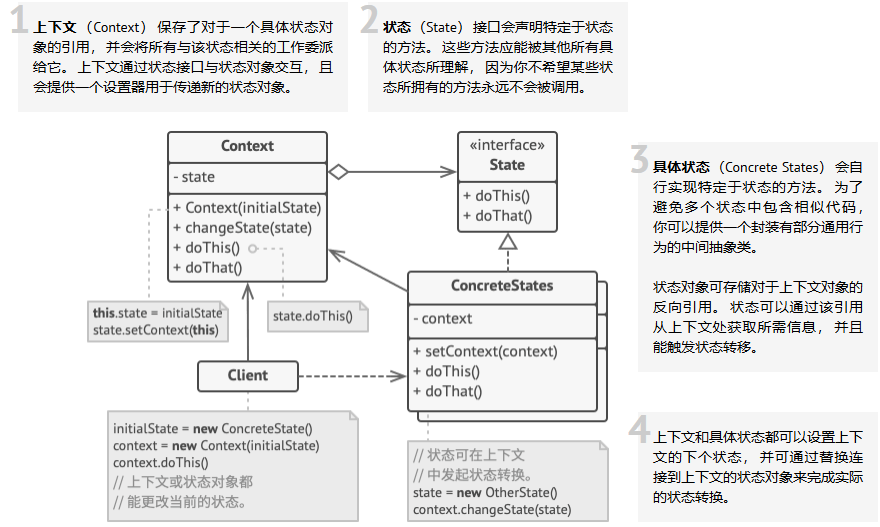 1
上下文（Context） 保存了对于一个具体状态对
象的引用， 并会将所有与该状态相关的工作委派
给它。 上下文通过状态接口与状态对象交互， 且
会提供一个设置器用于传递新的状态对象。
2
状态（State） 接口会声明特定于状态
的方法。 这些方法应能被其他所有具
体状态所理解， 因为你不希望某些状
态所拥有的方法永远不会被调用。
3
具体状态（Concrete States） 会自
行实现特定于状态的方法。 为了
避免多个状态中包含相似代码，
你可以提供一个封装有部分通用行
为的中间抽象类。
状态对象可存储对于上下文对象的
反向引用。 状态可以通过该引用
从上下文处获取所需信息， 并且
能触发状态转移。
4
上下文和具体状态都可以设置上下
文的下个状态， 并可通过替换连
接到上下文的状态对象来完成实际
的状态转换。
Context
- state
+ Context(initialState)
+ changeState(state)
+ doThis()
+ doThat()
«interface»
State
+ doThis()
+ doThat()
this.state = initialState
state.setContext(this)
state.doThis()
ConcreteStates
- context
+ setContext(context)
+ doThis()
+ doThat()
Client
initialState = new ConcreteState()
context = new Context(initialState)
context.doThis()
// 上下文或状态对象都
// 能更改当前的状态。
// 状态可在上下文
// 中发起状态转换。
state = new OtherState()
context.changeState(state)